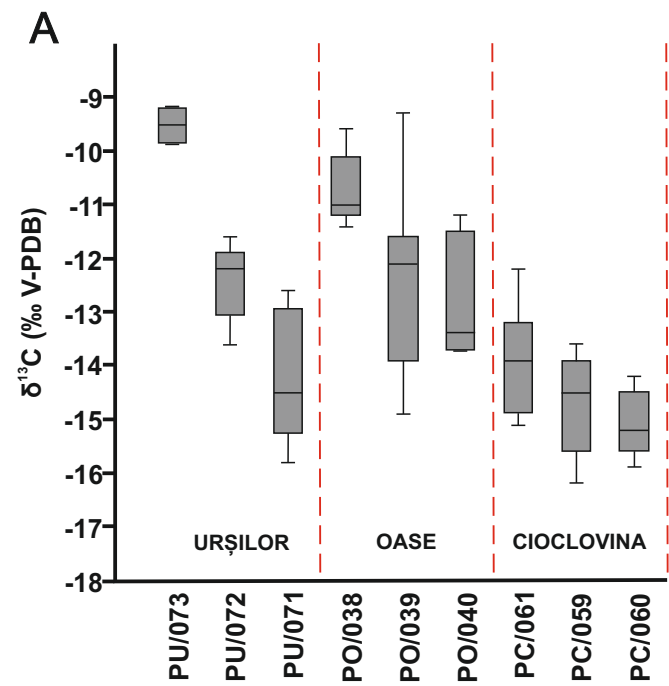 A
δ¹³C (‰ V-PDB)
-9
-10
-11
-12
-13
-14
-15
-16
-17
-18
URȘILOR
OASE
CIOCLOVINA
PU/073
PU/072
PU/071
PO/038
PO/039
PO/040
PC/061
PC/059
PC/060